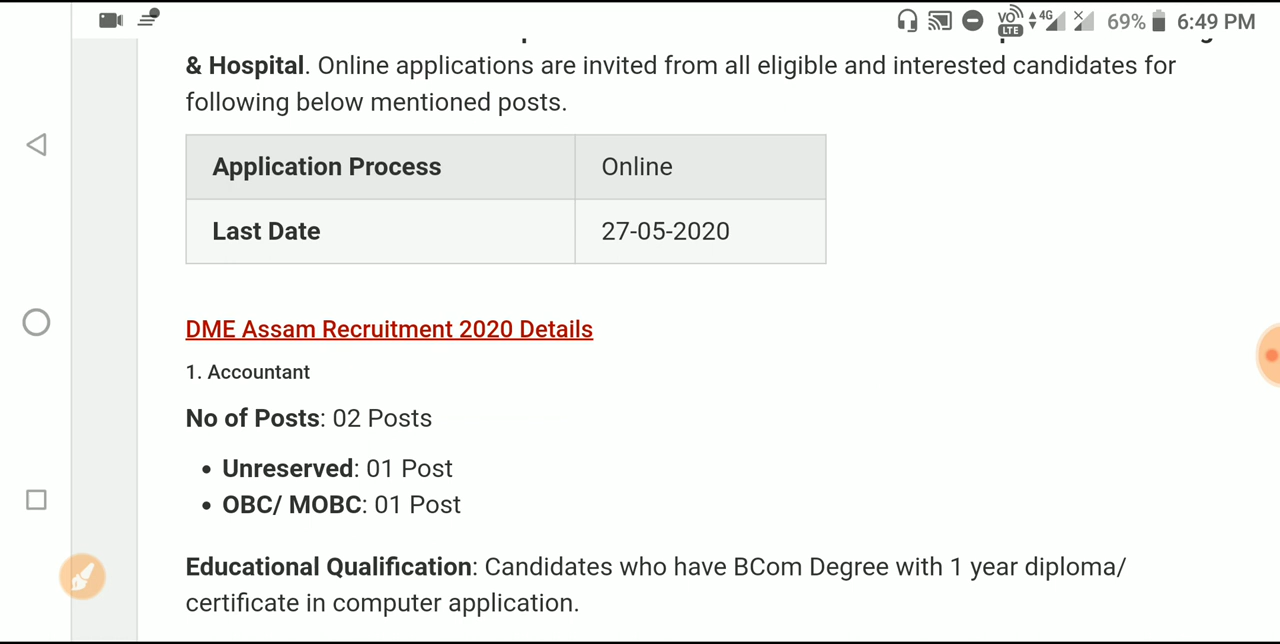 VO LTE 4G 69% 6:49 PM
& Hospital. Online applications are invited from all eligible and interested candidates for
following below mentioned posts.
Application Process Online
Last Date 27-05-2020
DME Assam Recruitment 2020 Details
1. Accountant
No of Posts: 02 Posts
• Unreserved: 01 Post
• OBC/ MOBC: 01 Post
Educational Qualification: Candidates who have BCom Degree with 1 year diploma/
certificate in computer application.